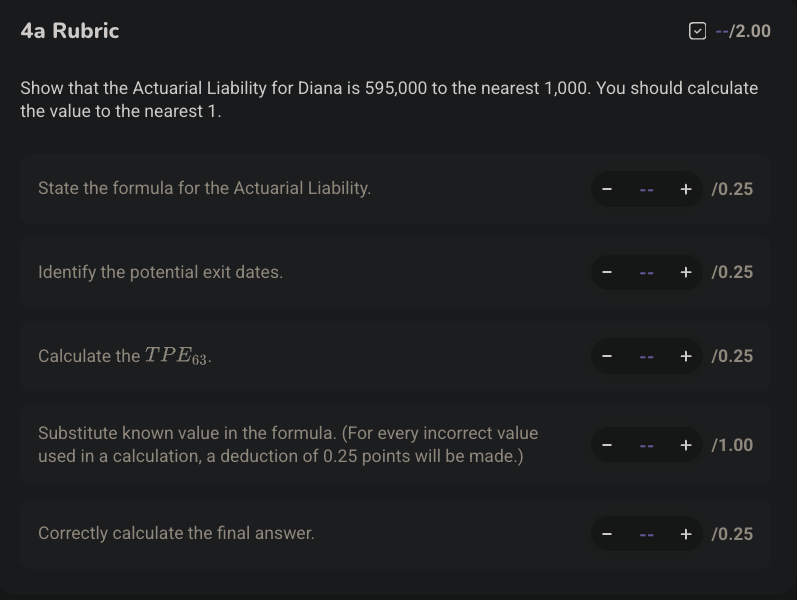 4a Rubric --/2.00
Show that the Actuarial Liability for Diana is 595,000 to the nearest 1,000. You should calculate
the value to the nearest 1.
State the formula for the Actuarial Liability. − -- + /0.25
Identify the potential exit dates. − -- + /0.25
Calculate the TPE₆₃. − -- + /0.25
Substitute known value in the formula. (For every incorrect value
used in a calculation, a deduction of 0.25 points will be made.) − -- + /1.00
Correctly calculate the final answer. − -- + /0.25